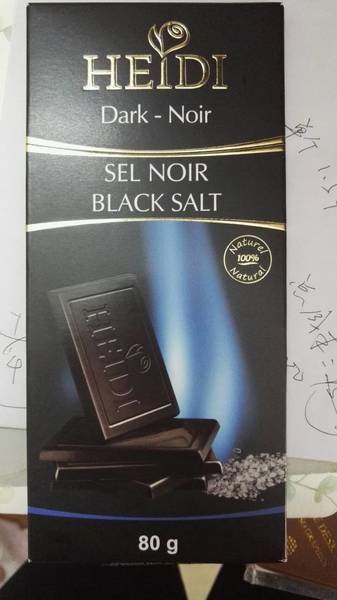 HEIDI
Dark - Noir
SEL NOIR
BLACK SALT
Naturel
100%
Natural
HEIDI
80 g